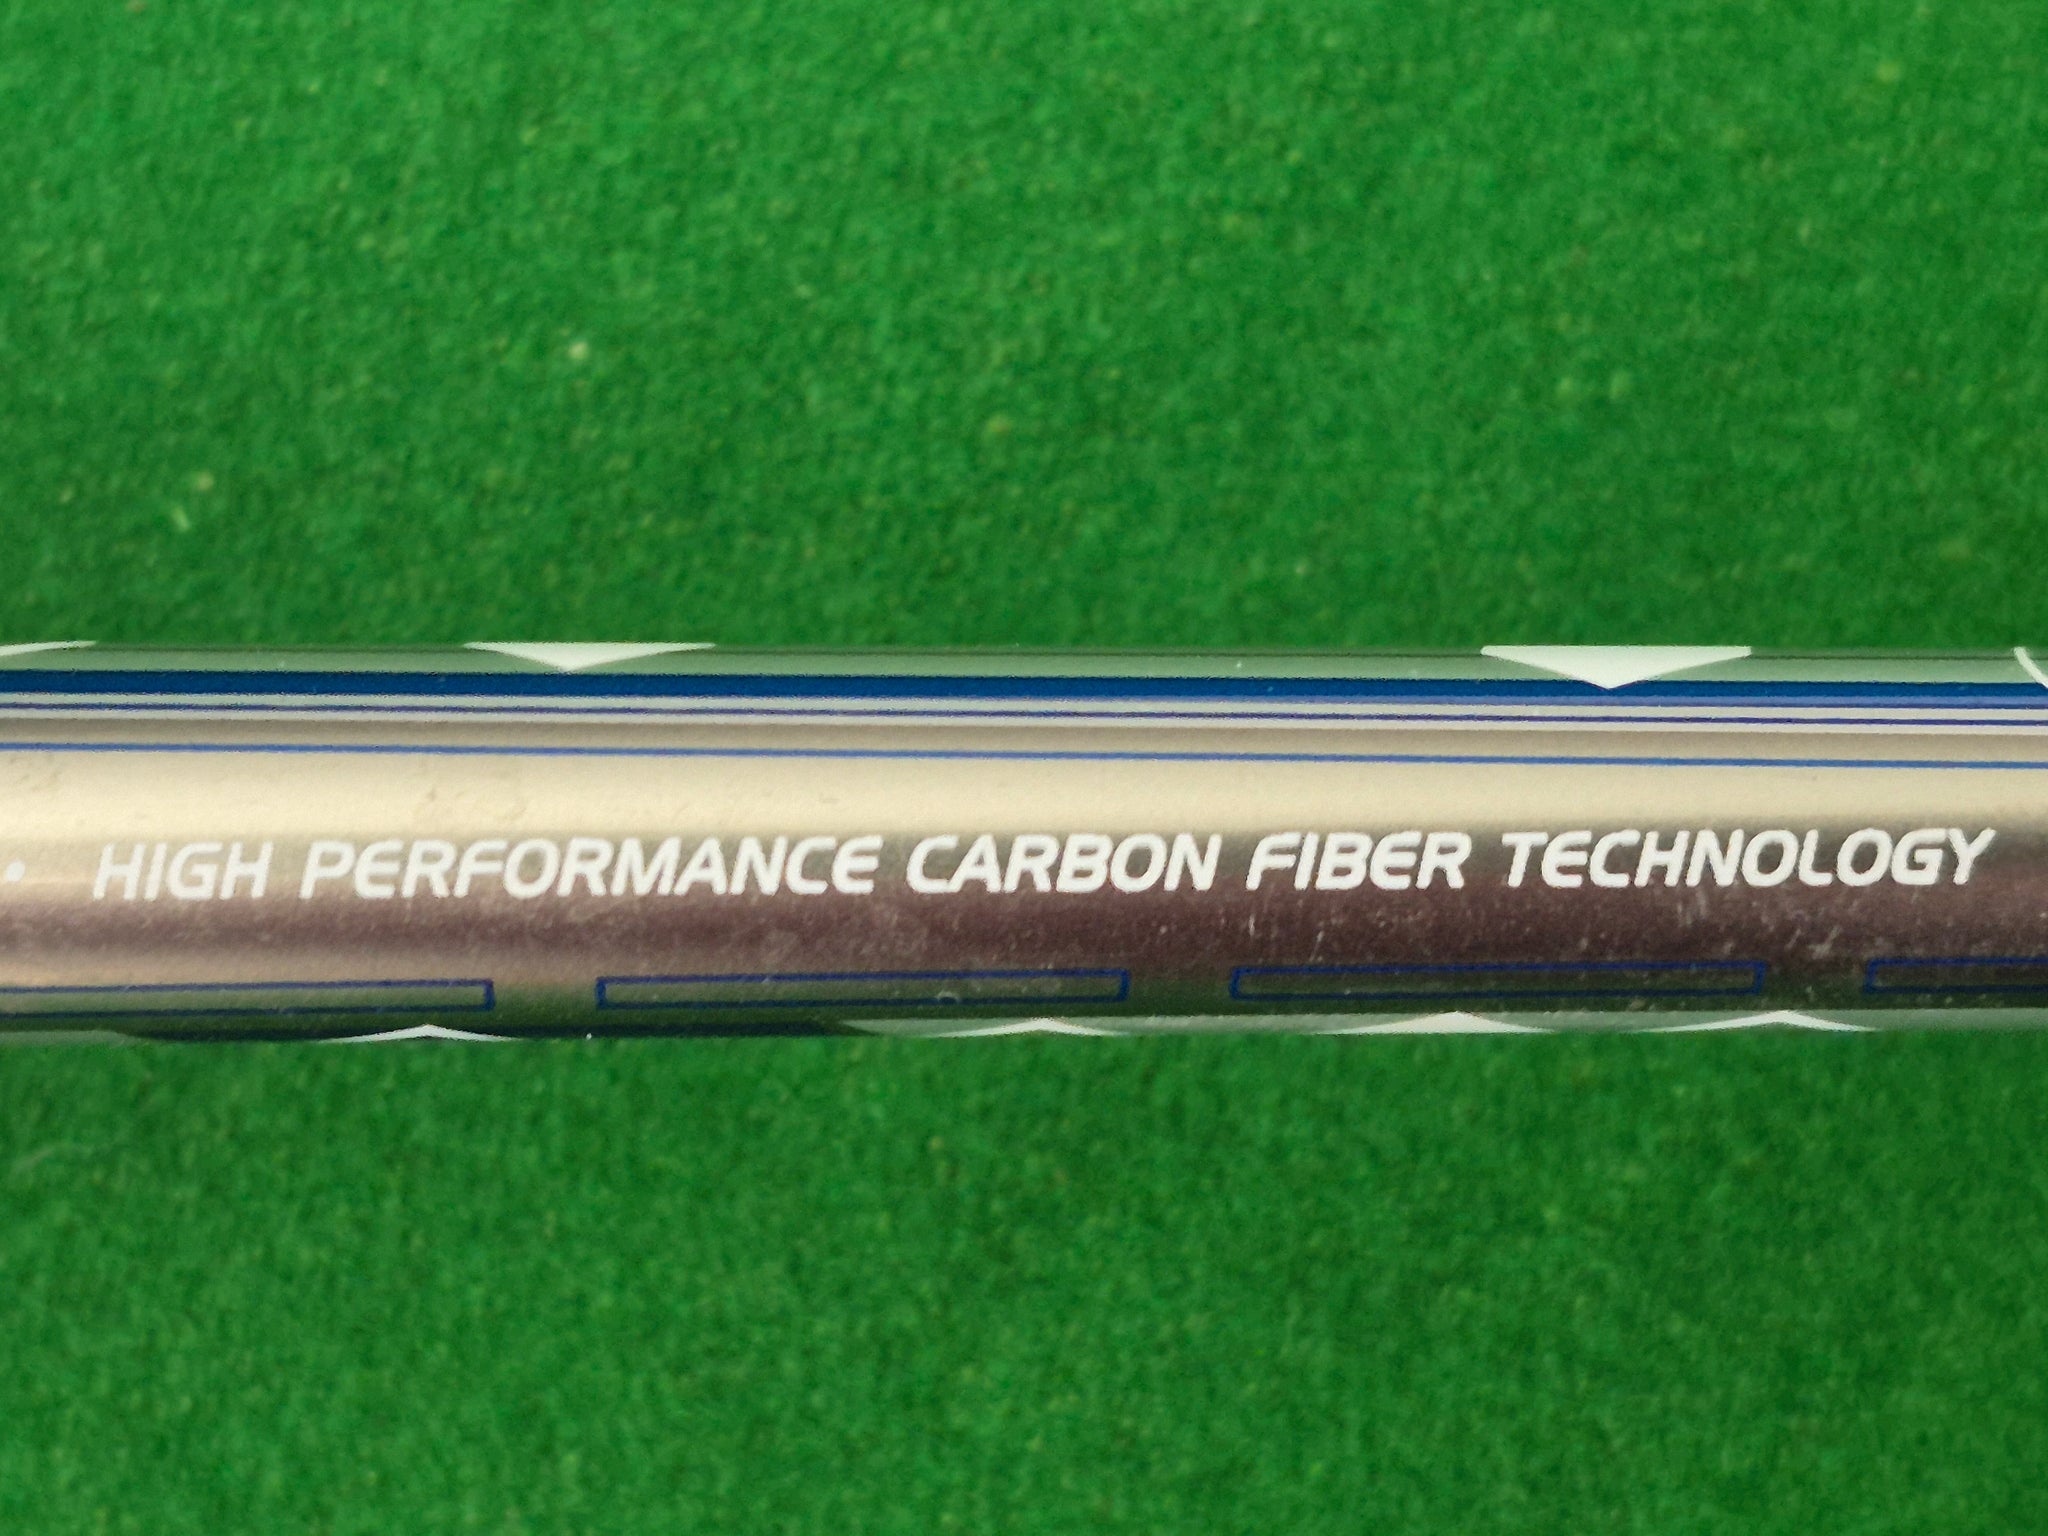 • HIGH PERFORMANCE CARBON FIBER TECHNOLOGY